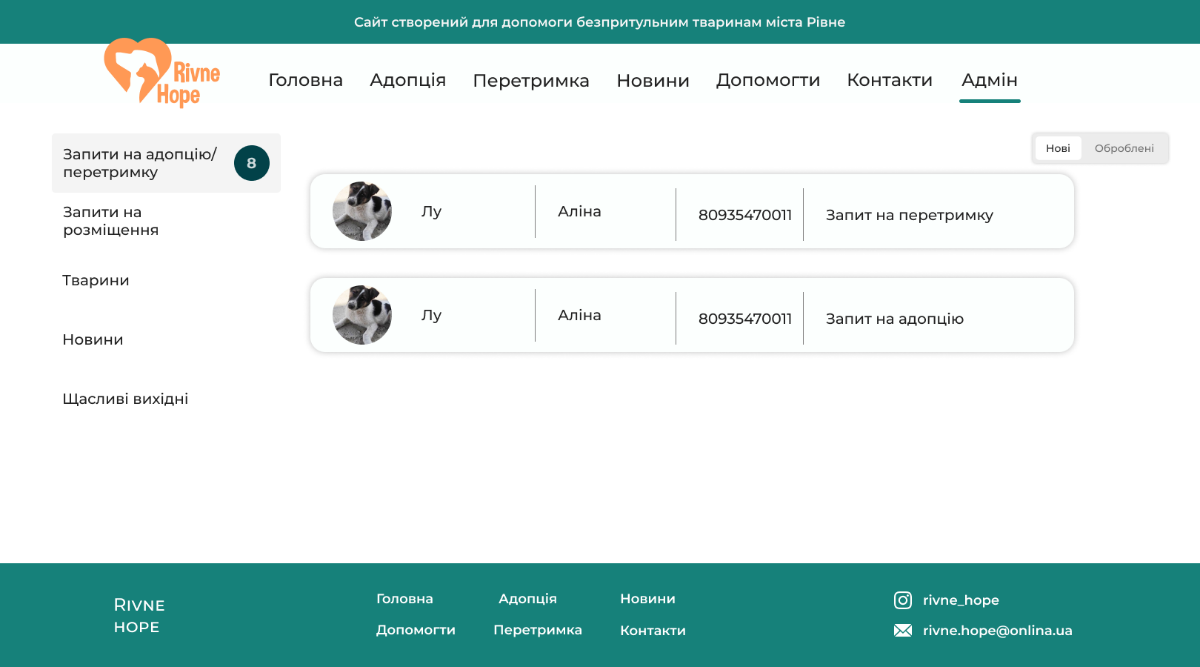 Сайт створений для допомоги безпритульним тваринам міста Рівне
Rivne
Hope
Головна Адопція Перетримка Новини Допомогти Контакти Адмін
Запити на адопцію/
перетримку
8
Нові Оброблені
Запити на
розміщення
Тварини
Новини
Щасливі вихідні
Лу Аліна 80935470011 Запит на перетримку
Лу Аліна 80935470011 Запит на адопцію
Rivne
hope
Головна Адопція Новини
Допомогти Перетримка Контакти
rivne_hope
rivne.hope@onlina.ua